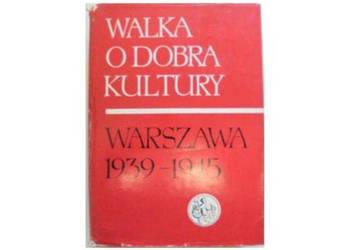 WALKA
O DOBRA
KULTURY
WARSZAWA
1939-1945